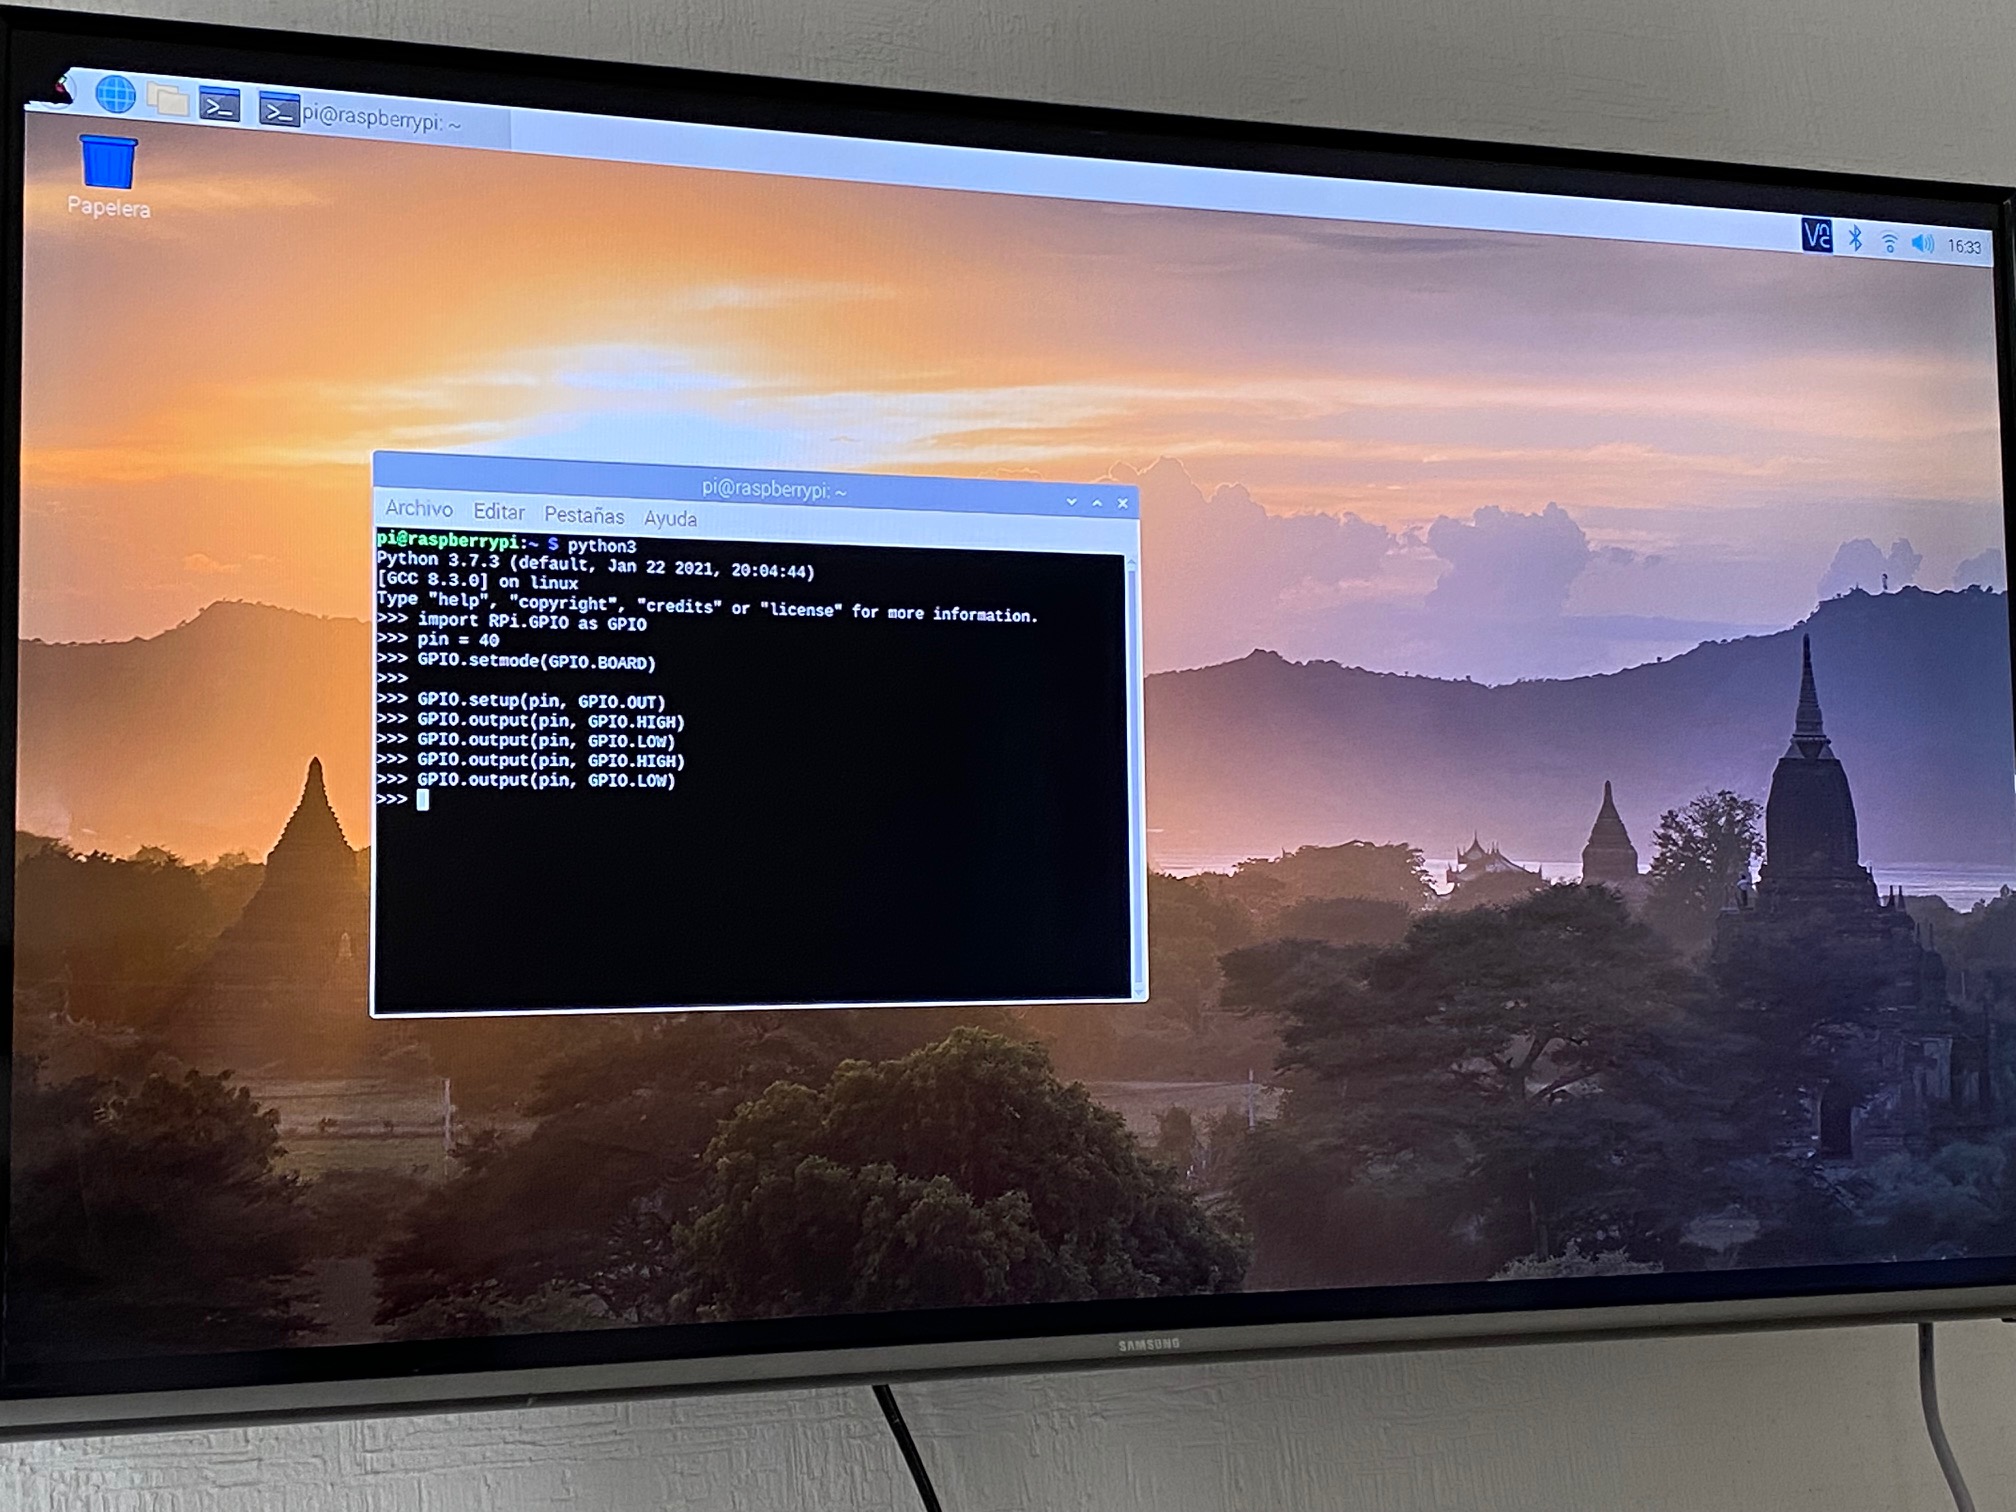 pi@raspberrypi: ~
Vnc
16:33
Papelera
pi@raspberrypi: ~
Archivo Editar Pestañas Ayuda
pi@raspberrypi:~ $ python3
Python 3.7.3 (default, Jan 22 2021, 20:04:44)
[GCC 8.3.0] on linux
Type "help", "copyright", "credits" or "license" for more information.
>>> import RPi.GPIO as GPIO
>>> pin = 40
>>> GPIO.setmode(GPIO.BOARD)
>>>
>>> GPIO.setup(pin, GPIO.OUT)
>>> GPIO.output(pin, GPIO.HIGH)
>>> GPIO.output(pin, GPIO.LOW)
>>> GPIO.output(pin, GPIO.HIGH)
>>> GPIO.output(pin, GPIO.LOW)
>>>
SAMSUNG